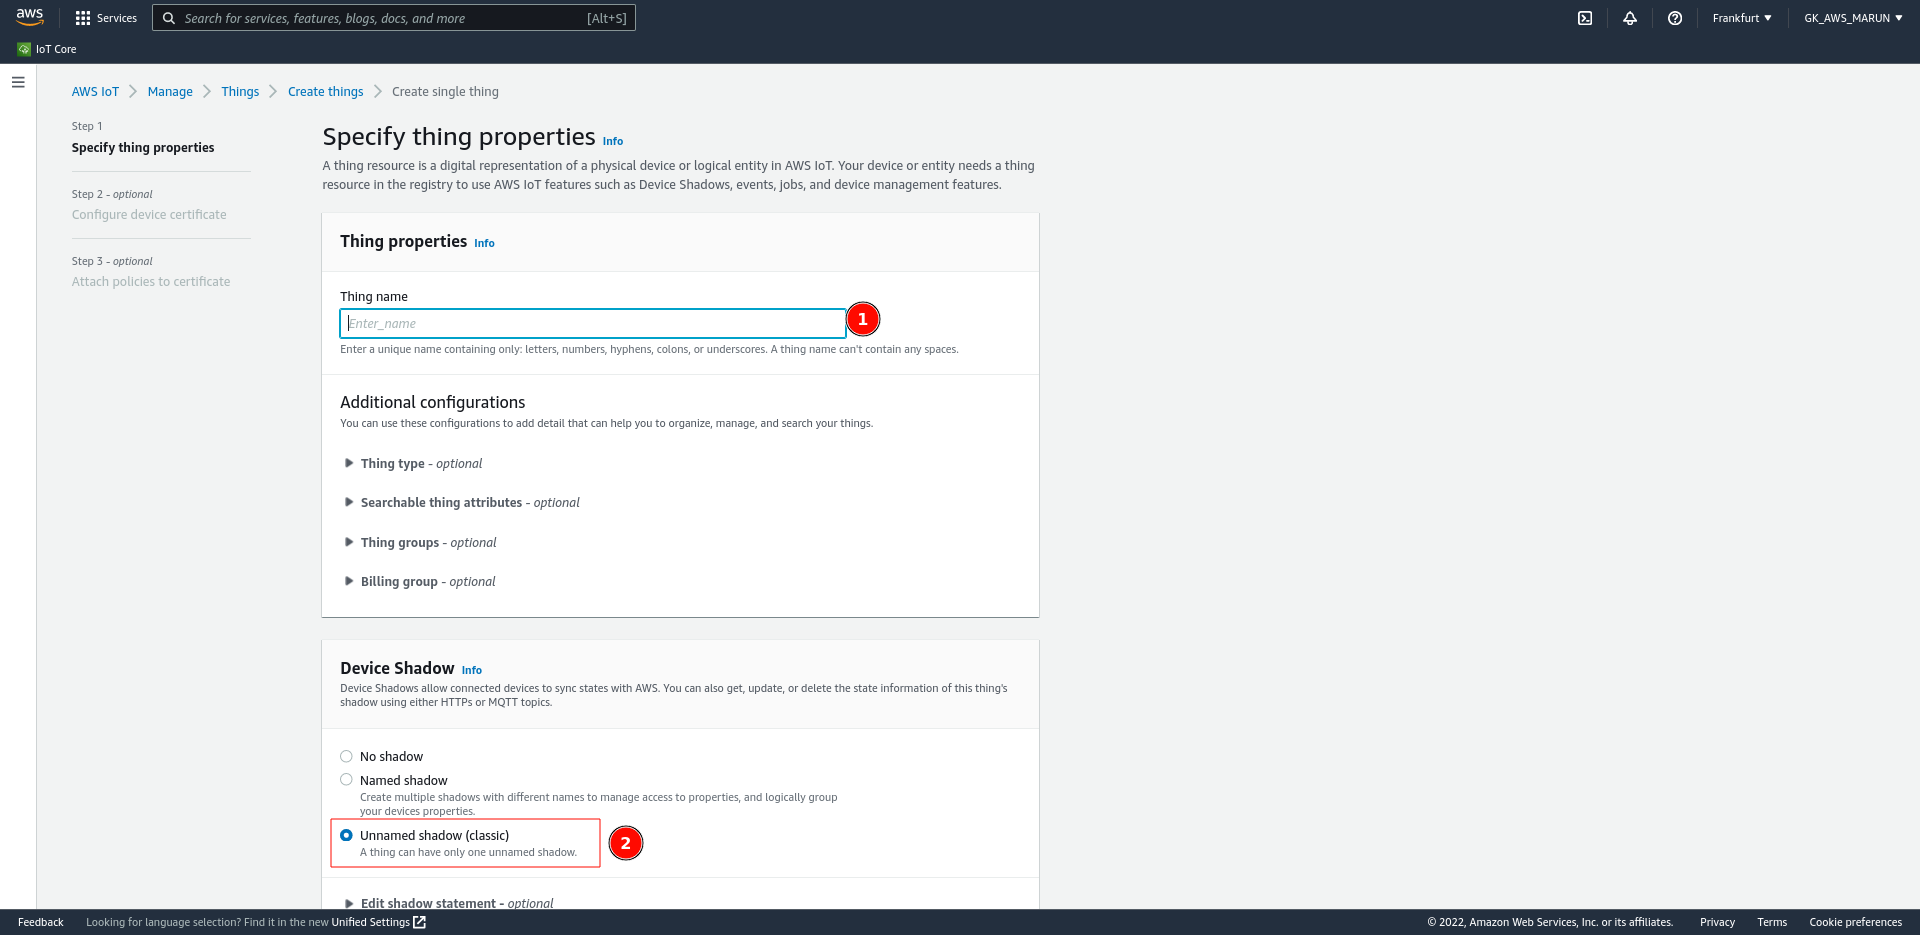 aws
Services
Search for services, features, blogs, docs, and more
[Alt+S]
Frankfurt
GK_AWS_MARUN
IoT Core
AWS IoT
Manage
Things
Create things
Create single thing
Step 1
Specify thing properties
Step 2 - optional
Configure device certificate
Step 3 - optional
Attach policies to certificate
Specify thing properties Info
A thing resource is a digital representation of a physical device or logical entity in AWS IoT. Your device or entity needs a thing
resource in the registry to use AWS IoT features such as Device Shadows, events, jobs, and device management features.
Thing properties Info
Thing name
Enter_name
1
Enter a unique name containing only: letters, numbers, hyphens, colons, or underscores. A thing name can't contain any spaces.
Additional configurations
You can use these configurations to add detail that can help you to organize, manage, and search your things.
Thing type - optional
Searchable thing attributes - optional
Thing groups - optional
Billing group - optional
Device Shadow Info
Device Shadows allow connected devices to sync states with AWS. You can also get, update, or delete the state information of this thing's
shadow using either HTTPs or MQTT topics.
No shadow
Named shadow
Create multiple shadows with different names to manage access to properties, and logically group
your devices properties.
Unnamed shadow (classic)
A thing can have only one unnamed shadow.
2
Edit shadow statement - optional
Feedback
Looking for language selection? Find it in the new Unified Settings
© 2022, Amazon Web Services, Inc. or its affiliates.
Privacy
Terms
Cookie preferences